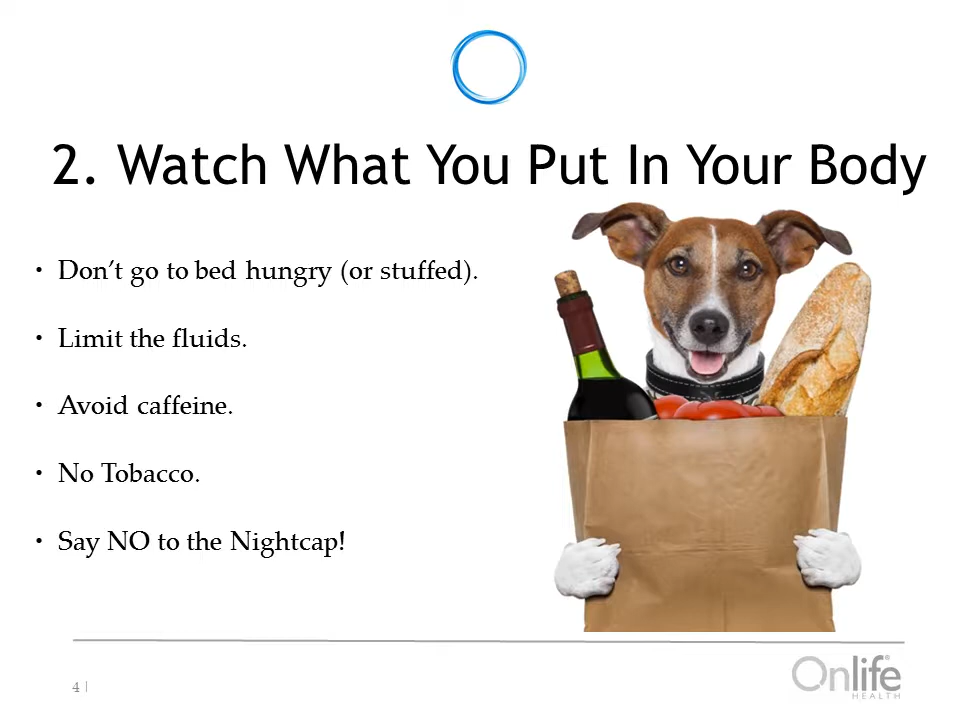 2. Watch What You Put In Your Body
• Don’t go to bed hungry (or stuffed).
• Limit the fluids.
• Avoid caffeine.
• No Tobacco.
• Say NO to the Nightcap!
4 |
Onlife®
HEALTH